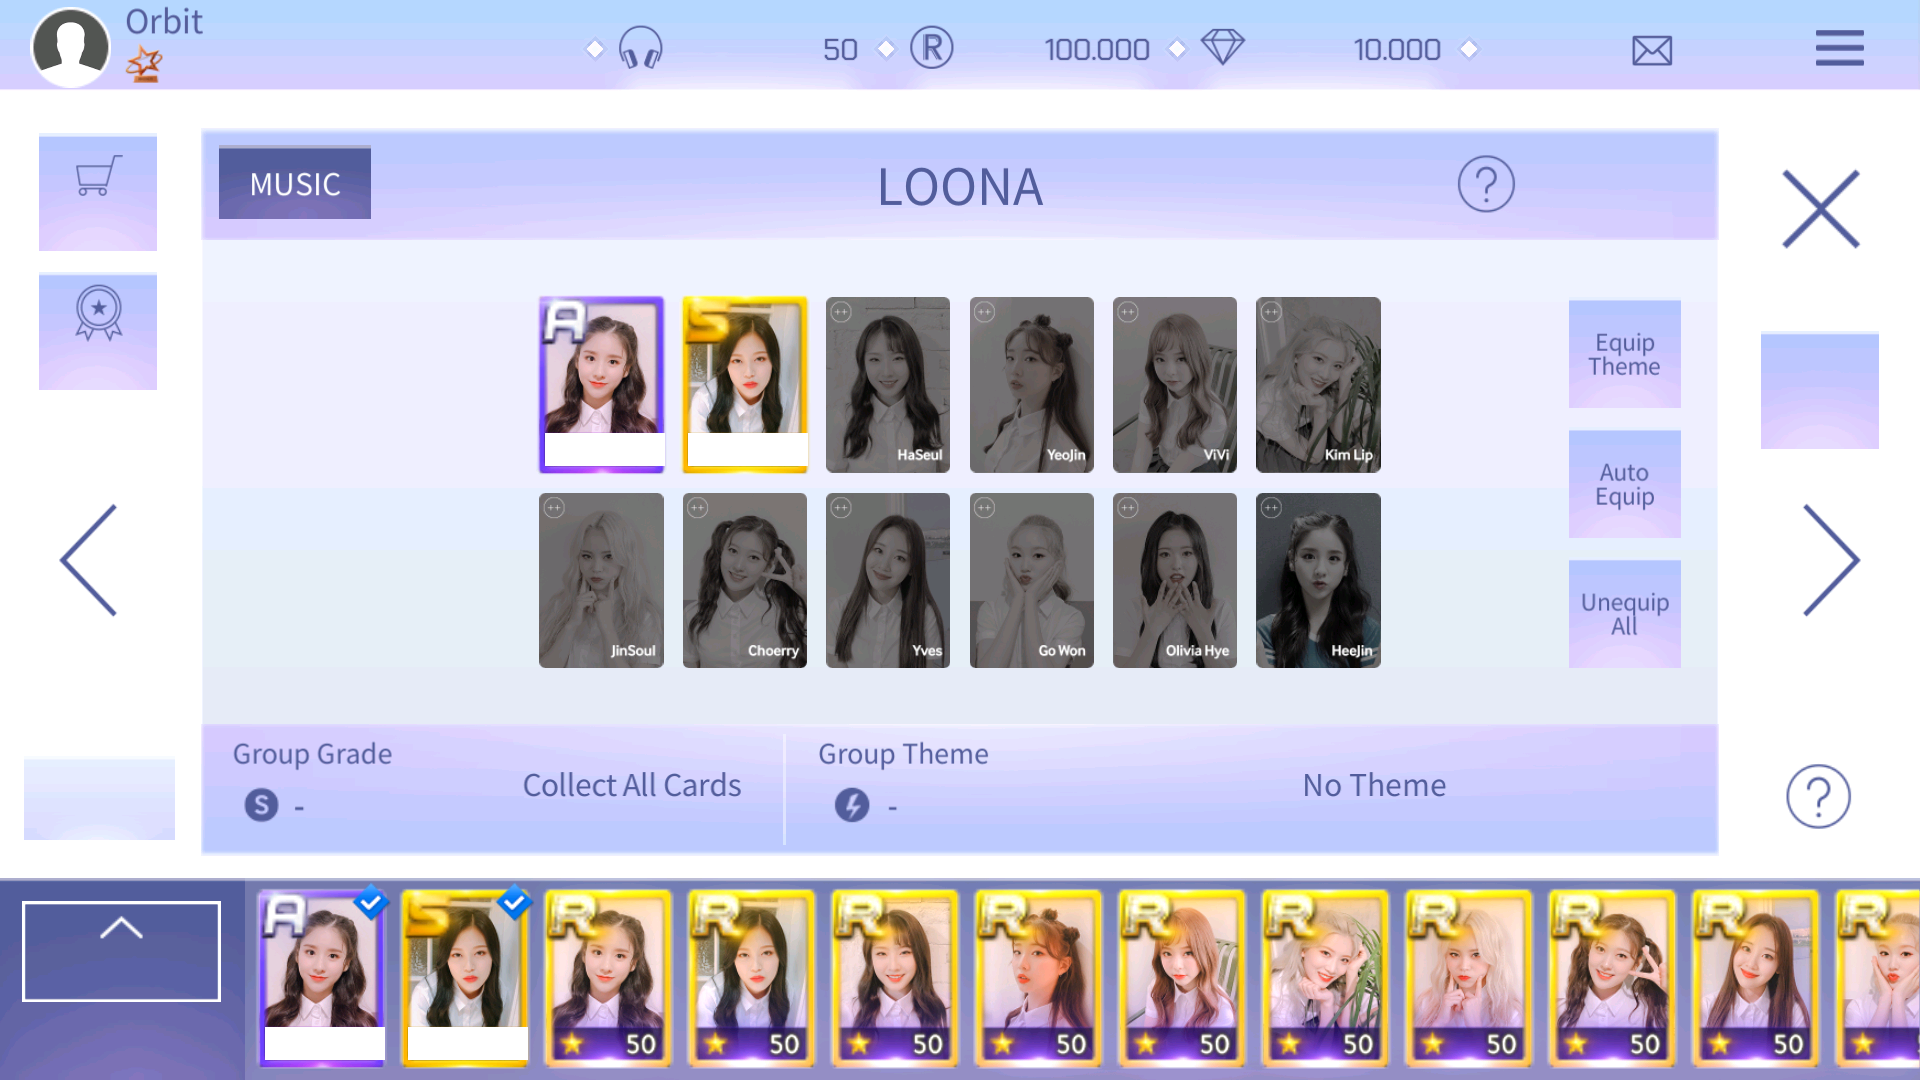 Orbit
50
R
100.000
10.000
MUSIC
LOONA
?
A
S
HaSeul
YeoJin
ViVi
Kim Lip
Equip
Theme
Auto
Equip
JinSoul
Choerry
Yves
Go Won
Olivia Hye
HeeJin
Unequip
All
Group Grade
S -
Collect All Cards
Group Theme
-
No Theme
?
A
S
R
R
R
R
R
R
R
R
R
R
50
50
50
50
50
50
50
50
50